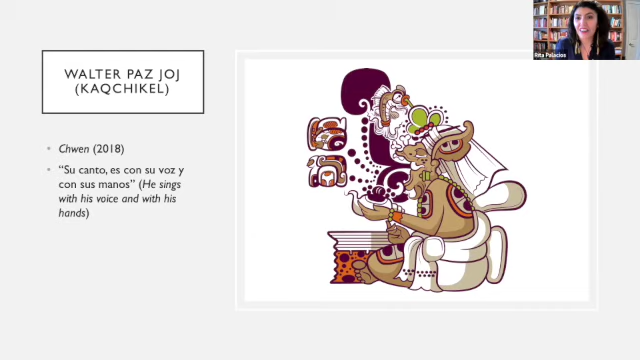 WALTER PAZ JOJ
(KAQCHIKEL)
• Chwen (2018)
• “Su canto, es con su voz y
con sus manos” (He sings
with his voice and with his
hands)
Rita Palacios